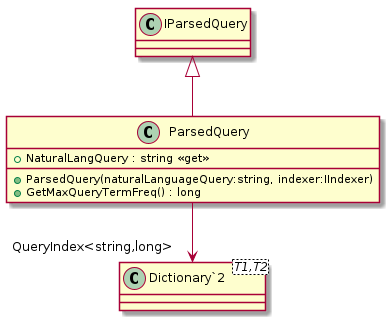 C IParsedQuery
C ParsedQuery
NaturalLangQuery : string «get»
ParsedQuery(naturalLanguageQuery:string, indexer:IIndexer)
GetMaxQueryTermFreq() : long
QueryIndex<string,long>
T1,T2
C Dictionary`2